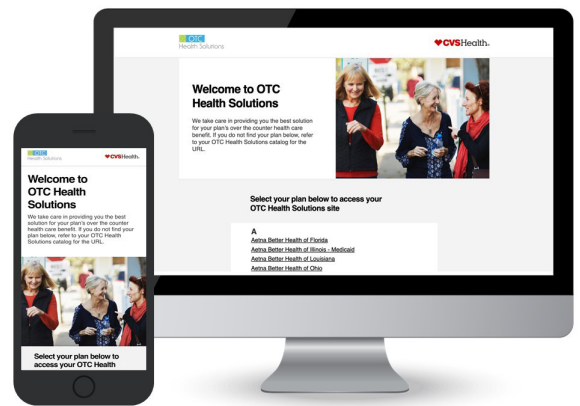 OTC
Health Solutions
CVSHealth.
Welcome to OTC
Health Solutions
We take care in providing you the best solution
for your plan's over the counter health care
benefit. If you do not find your plan below, refer
to your OTC Health Solutions catalog for the
URL.
Select your plan below to access your
OTC Health Solutions site
A
Aetna Better Health of Florida
Aetna Better Health of Illinois - Medicaid
Aetna Better Health of Louisiana
Aetna Better Health of Ohio
OTC
Health Solutions
CVSHealth.
Welcome to
OTC Health
Solutions
We take care in providing you the best
solution for your plan's over the counter
health care benefit. If you do not find your
plan below, refer to your OTC Health
Solutions catalog for the URL.
Select your plan below to
access your OTC Health